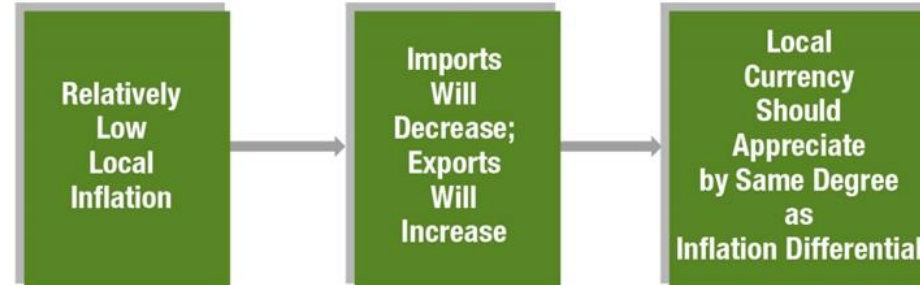 Relatively
Low
Local
Inflation
Imports
Will
Decrease;
Exports
Will
Increase
Local
Currency
Should
Appreciate
by Same Degree
as
Inflation Differential